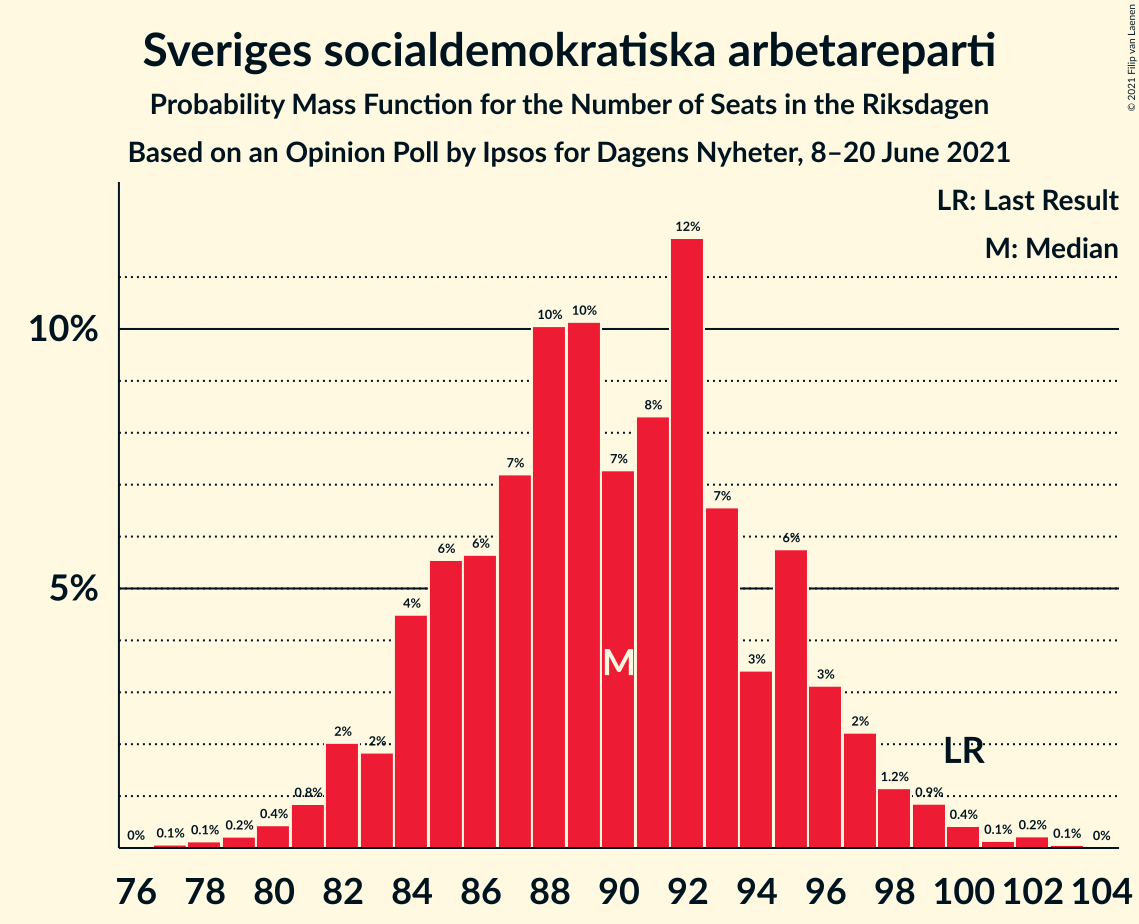 Sveriges socialdemokratiska arbetareparti
Probability Mass Function for the Number of Seats in the Riksdagen
Based on an Opinion Poll by Ipsos for Dagens Nyheter, 8–20 June 2021
© 2021 Filip van Laenen
LR: Last Result
M: Median
10%
5%
0% 0.1% 0.1% 0.2% 0.4% 0.8% 2% 2% 4% 6% 6% 7% 10% 10% 7% 8% 12% 7% 3% 6% 3% 2% 1.2% 0.9% 0.4% 0.1% 0.2% 0.1% 0%
M
LR
76 78 80 82 84 86 88 90 92 94 96 98 100 102 104